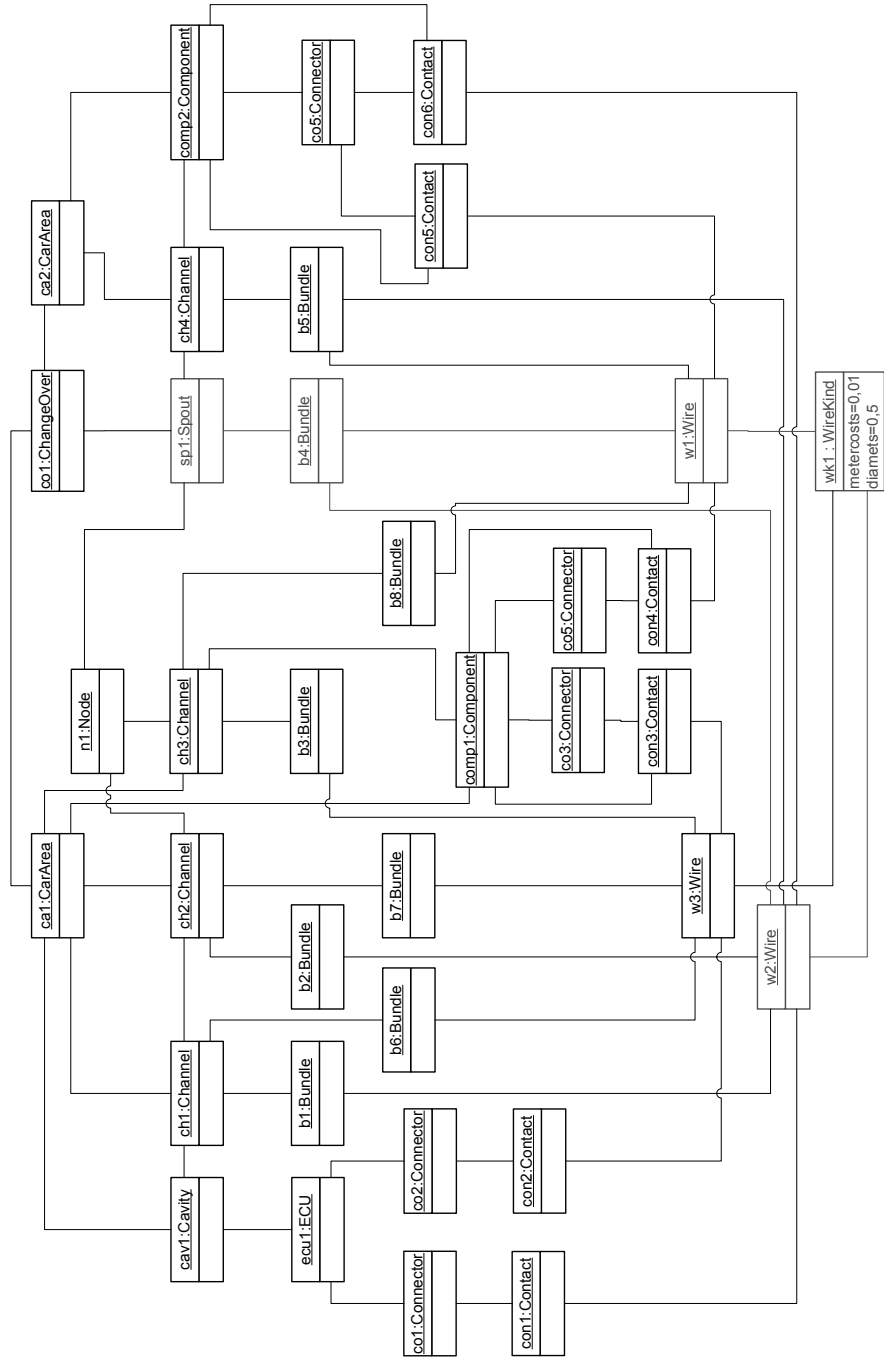 ca1:CarArea
co1:ChangeOver
ca2:CarArea
n1:Node
cav1:Cavity
ch1:Channel
ch2:Channel
ch3:Channel
sp1:Spout
ch4:Channel
comp2:Component
ecu1:ECU
b1:Bundle
b2:Bundle
b3:Bundle
b4:Bundle
b5:Bundle
co5:Connector
co1:Connector
co2:Connector
b6:Bundle
b7:Bundle
b8:Bundle
comp1:Component
con5:Contact
con6:Contact
con1:Contact
con2:Contact
co3:Connector
co5:Connector
con3:Contact
con4:Contact
w3:Wire
w1:Wire
w2:Wire
wk1 : WireKind
metercosts=0,01
diamets=0,5